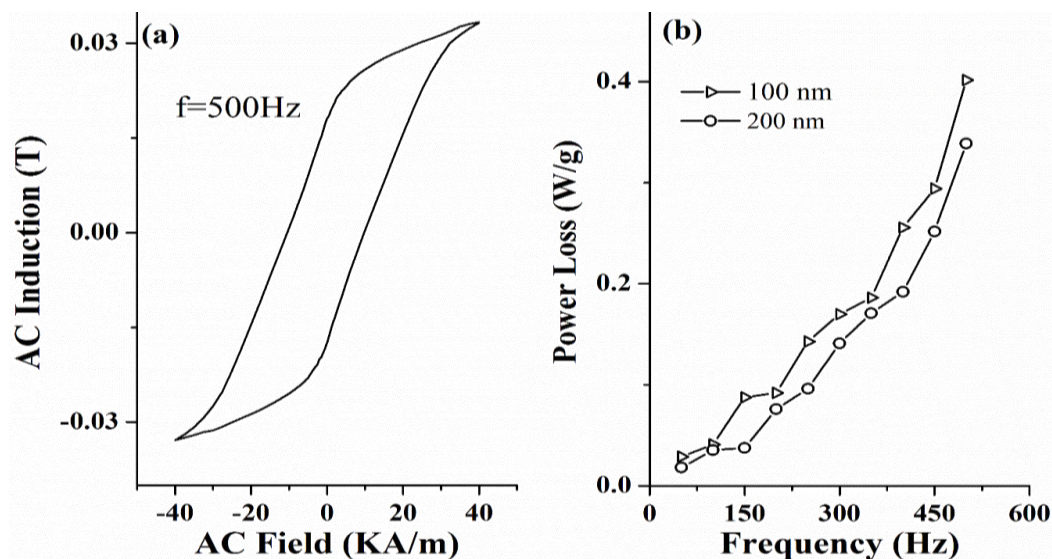 (a)
f=500Hz
AC Induction (T)
0.03
0.00
-0.03
-40 -20 0 20 40
AC Field (KA/m)
(b)
100 nm
200 nm
Power Loss (W/g)
0.4
0.2
0.0
0 150 300 450 600
Frequency (Hz)